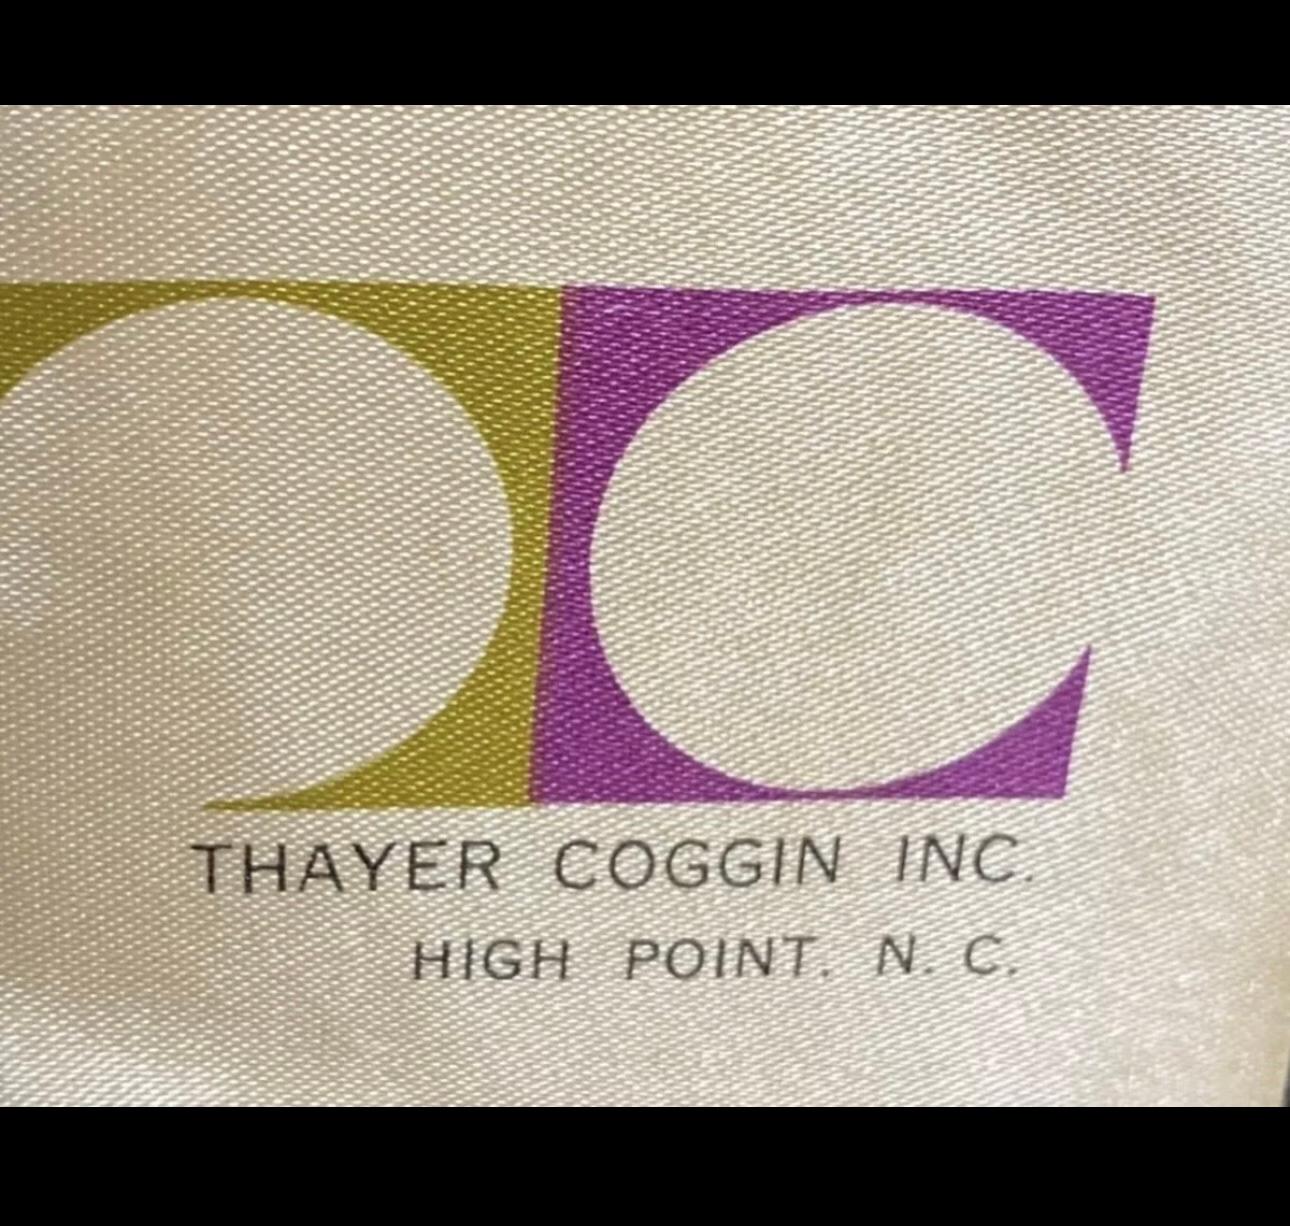 THAYER COGGIN INC.
HIGH POINT. N. C.